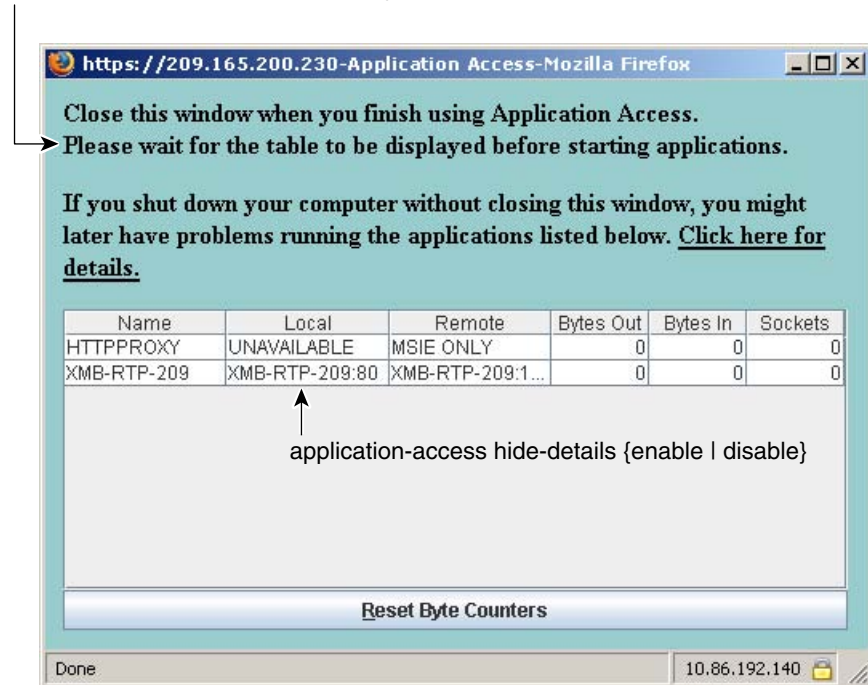 https://209.165.200.230-Application Access-Mozilla Firefox
Close this window when you finish using Application Access.
Please wait for the table to be displayed before starting applications.
If you shut down your computer without closing this window, you might
later have problems running the applications listed below. Click here for
details.
Name Local Remote Bytes Out Bytes In Sockets
HTTPPROXY UNAVAILABLE MSIE ONLY 0 0 0
XMB-RTP-209 XMB-RTP-209:80 XMB-RTP-209:1... 0 0 0
application-access hide-details {enable | disable}
Reset Byte Counters
Done 10.86.192.140